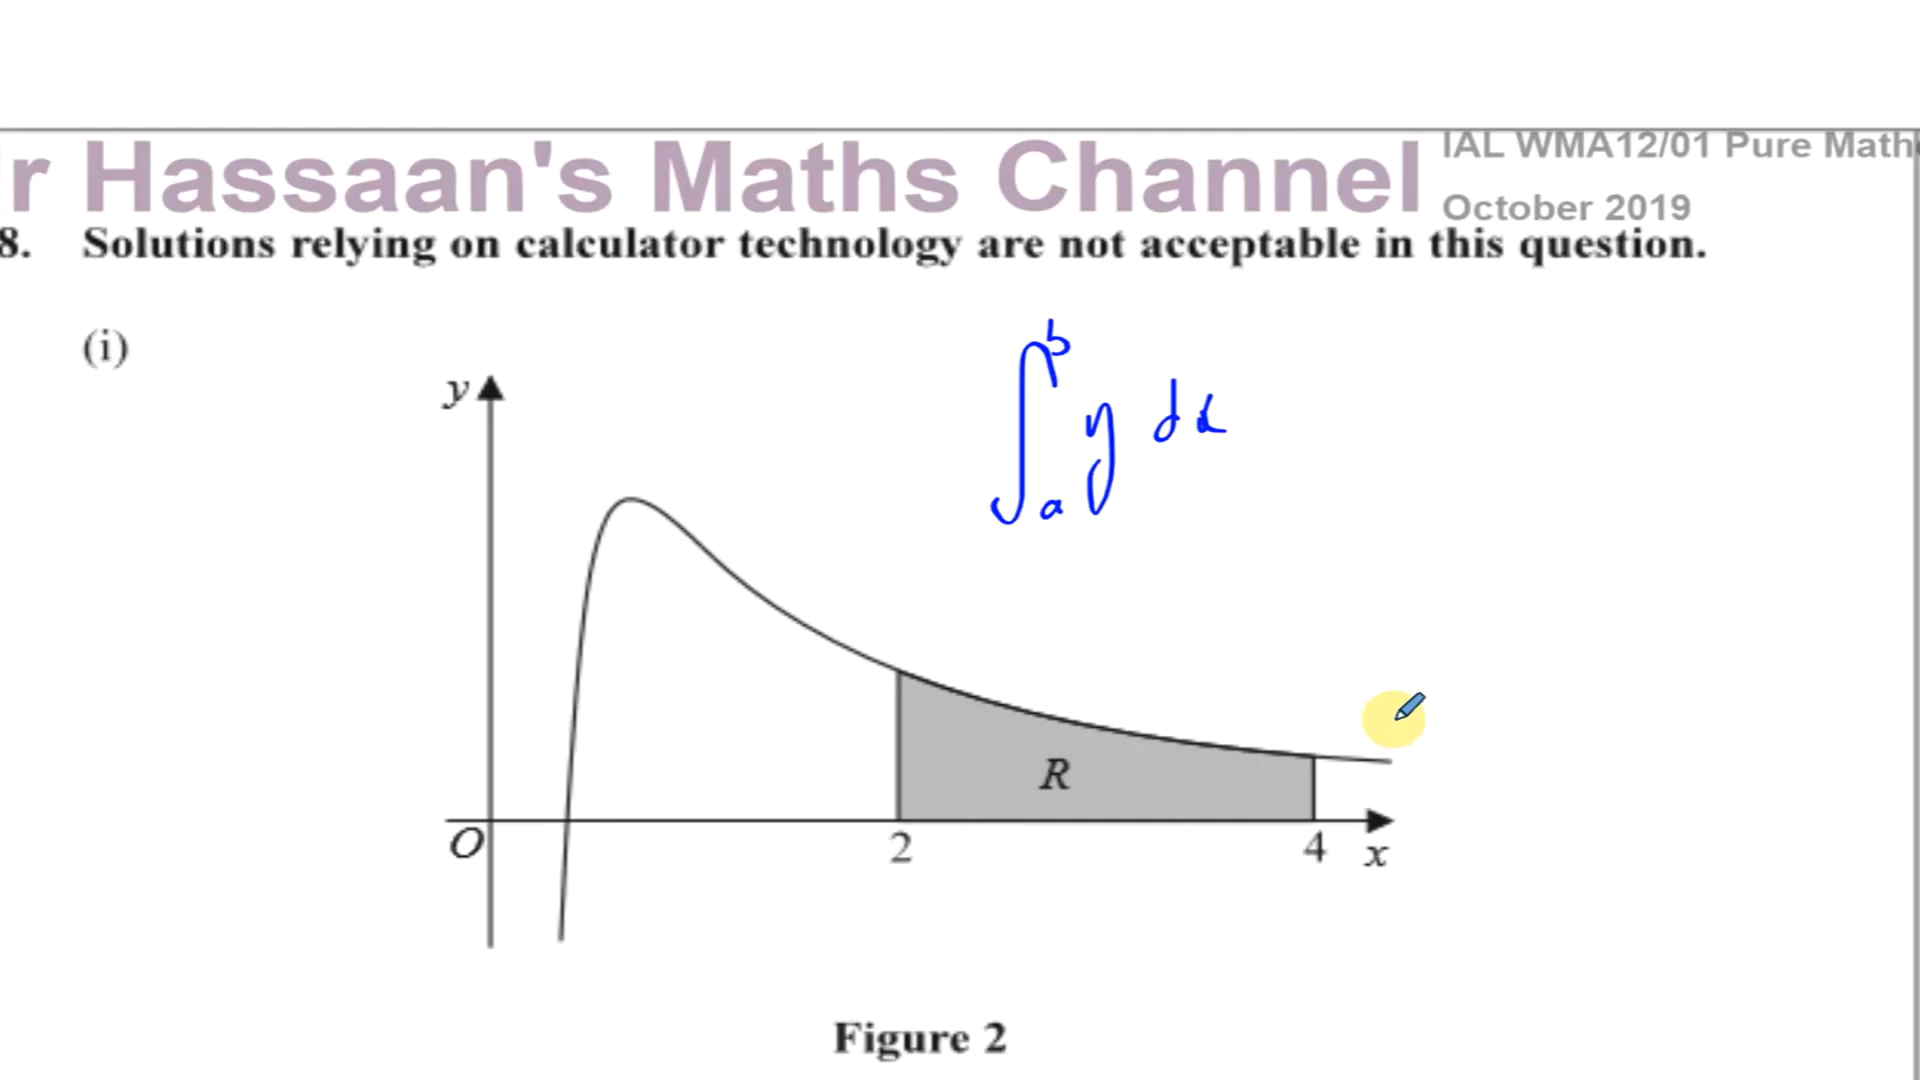 r Hassaan's Maths Channel
IAL WMA12/01 Pure Math
October 2019
8. Solutions relying on calculator technology are not acceptable in this question.
(i)
∫ₐᵇ y dx
y
R
O
2
4
x
Figure 2